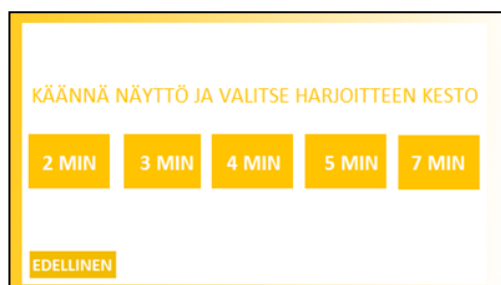 KÄÄNNÄ NÄYTTÖ JA VALITSE HARJOITTEEN KESTO
2 MIN 3 MIN 4 MIN 5 MIN 7 MIN
EDELLINEN